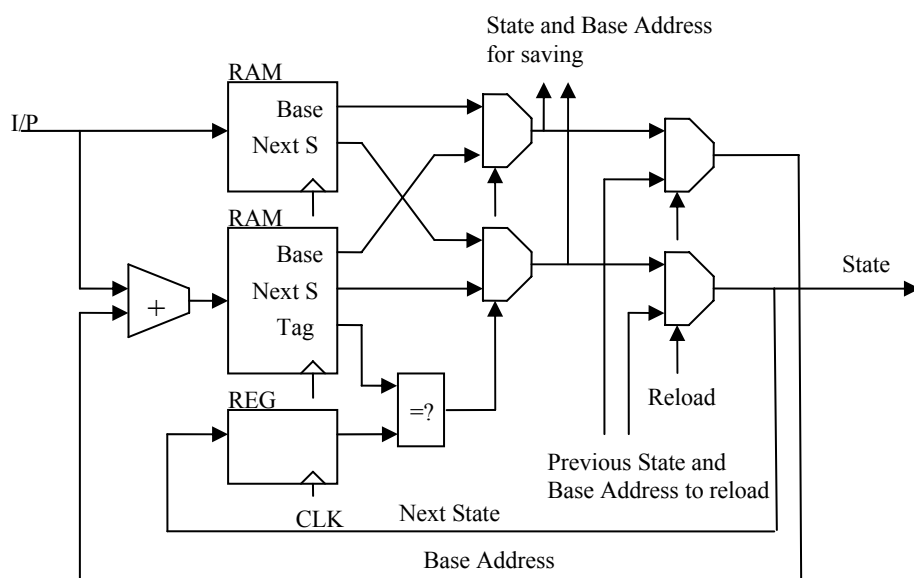 State and Base Address
for saving
RAM
Base
I/P
Next S
RAM
Base
State
Next S
+
Tag
REG
=?
Reload
Previous State and
Base Address to reload
CLK
Next State
Base Address